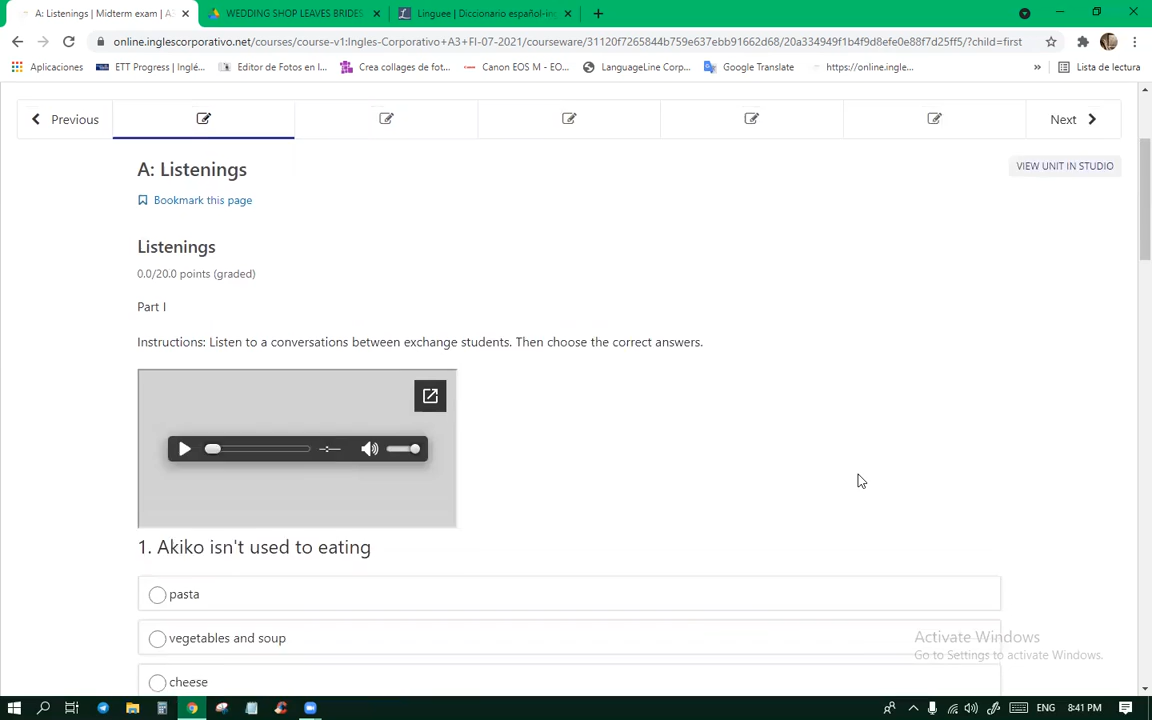 A: Listenings | Midterm exam | A3
WEDDING SHOP LEAVES BRIDES
Linguee | Diccionario español-in
online.inglescorporativo.net/courses/course-v1:Ingles-Corporativo+A3+FI-07-2021/courseware/31120f7265844b759e637ebb91662d68/20a334949f1b4f9d8efe0e88f7d25ff5/?child=first
Aplicaciones
ETT Progress | Inglé...
Editor de Fotos en l...
Crea collages de fot...
Canon EOS M - EO...
LanguageLine Corp...
Google Translate
https://online.ingle...
»
Lista de lectura
Previous
Next
A: Listenings
VIEW UNIT IN STUDIO
Bookmark this page
Listenings
0.0/20.0 points (graded)
Part I
Instructions: Listen to a conversations between exchange students. Then choose the correct answers.
-:--
1. Akiko isn't used to eating
pasta
vegetables and soup
cheese
Activate Windows
Go to Settings to activate Windows.
ENG
8:41 PM